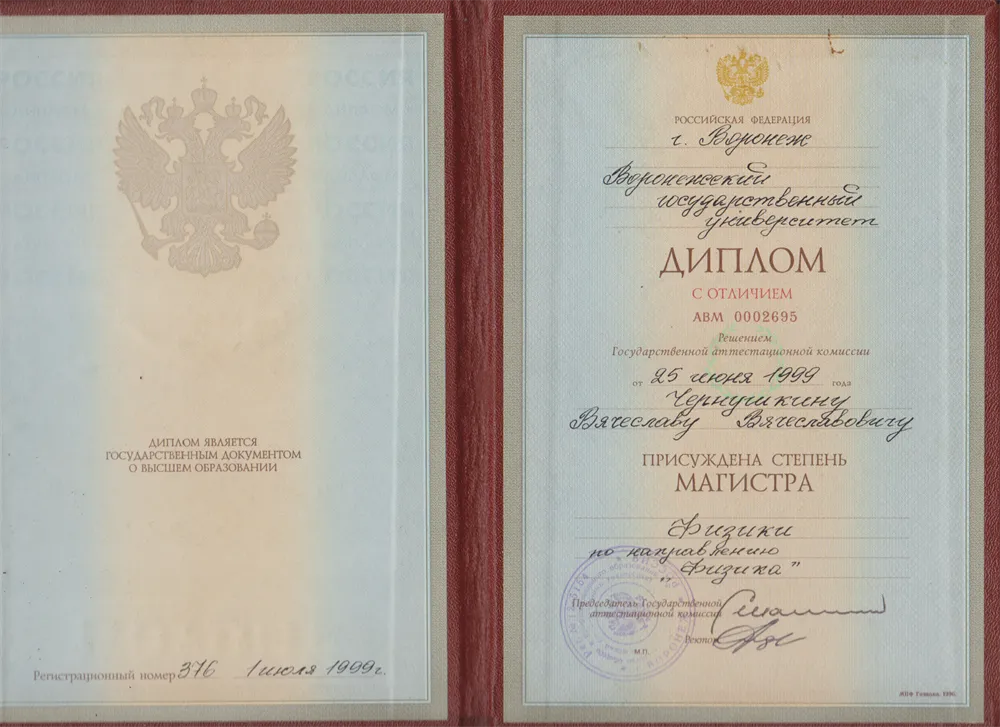 ДИПЛОМ ЯВЛЯЕТСЯ
ГОСУДАРСТВЕННЫМ ДОКУМЕНТОМ
О ВЫСШЕМ ОБРАЗОВАНИИ
Регистрационный номер 376 1 июля 1999г.
РОССИЙСКАЯ ФЕДЕРАЦИЯ
г. Воронеж
Воронежский
государственный
университет
ДИПЛОМ
С ОТЛИЧИЕМ
АВМ 0002695
Решением
Государственной аттестационной комиссии
от 25 июня 1999 года
Чернушкину
Вячеславу Вячеславовичу
ПРИСУЖДЕНА СТЕПЕНЬ
МАГИСТРА
Физики
по направлению
„Физика"
Председатель Государственной
аттестационной комиссии
Ректор
М.П.